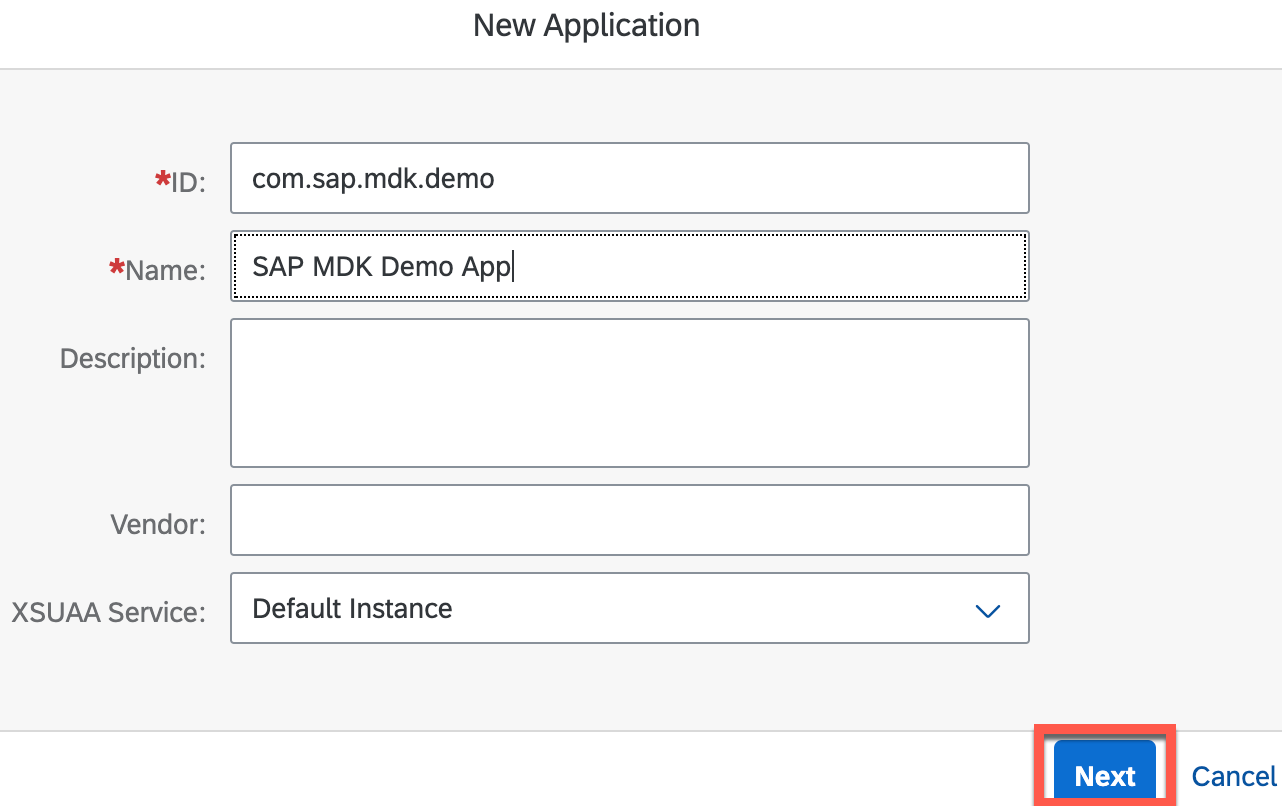 New Application
*ID: com.sap.mdk.demo
*Name: SAP MDK Demo App
Description:
Vendor:
XSUAA Service: Default Instance
Next Cancel